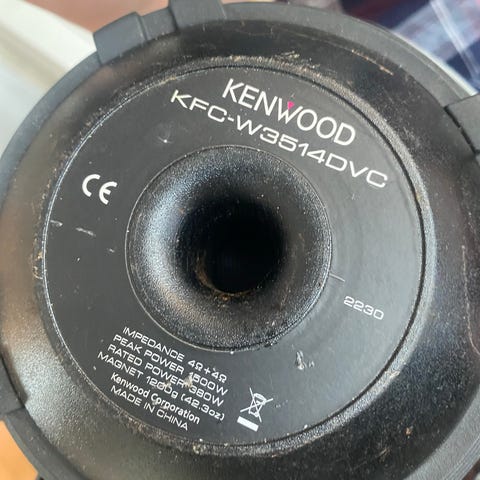 KENWOOD
KFC-W3514DVC
CE
2230
IMPEDANCE 4Ω+4Ω
PEAK POWER 1500W
RATED POWER 380W
MAGNET 1200g (42.3oz)
Kenwood Corporation
MADE IN CHINA